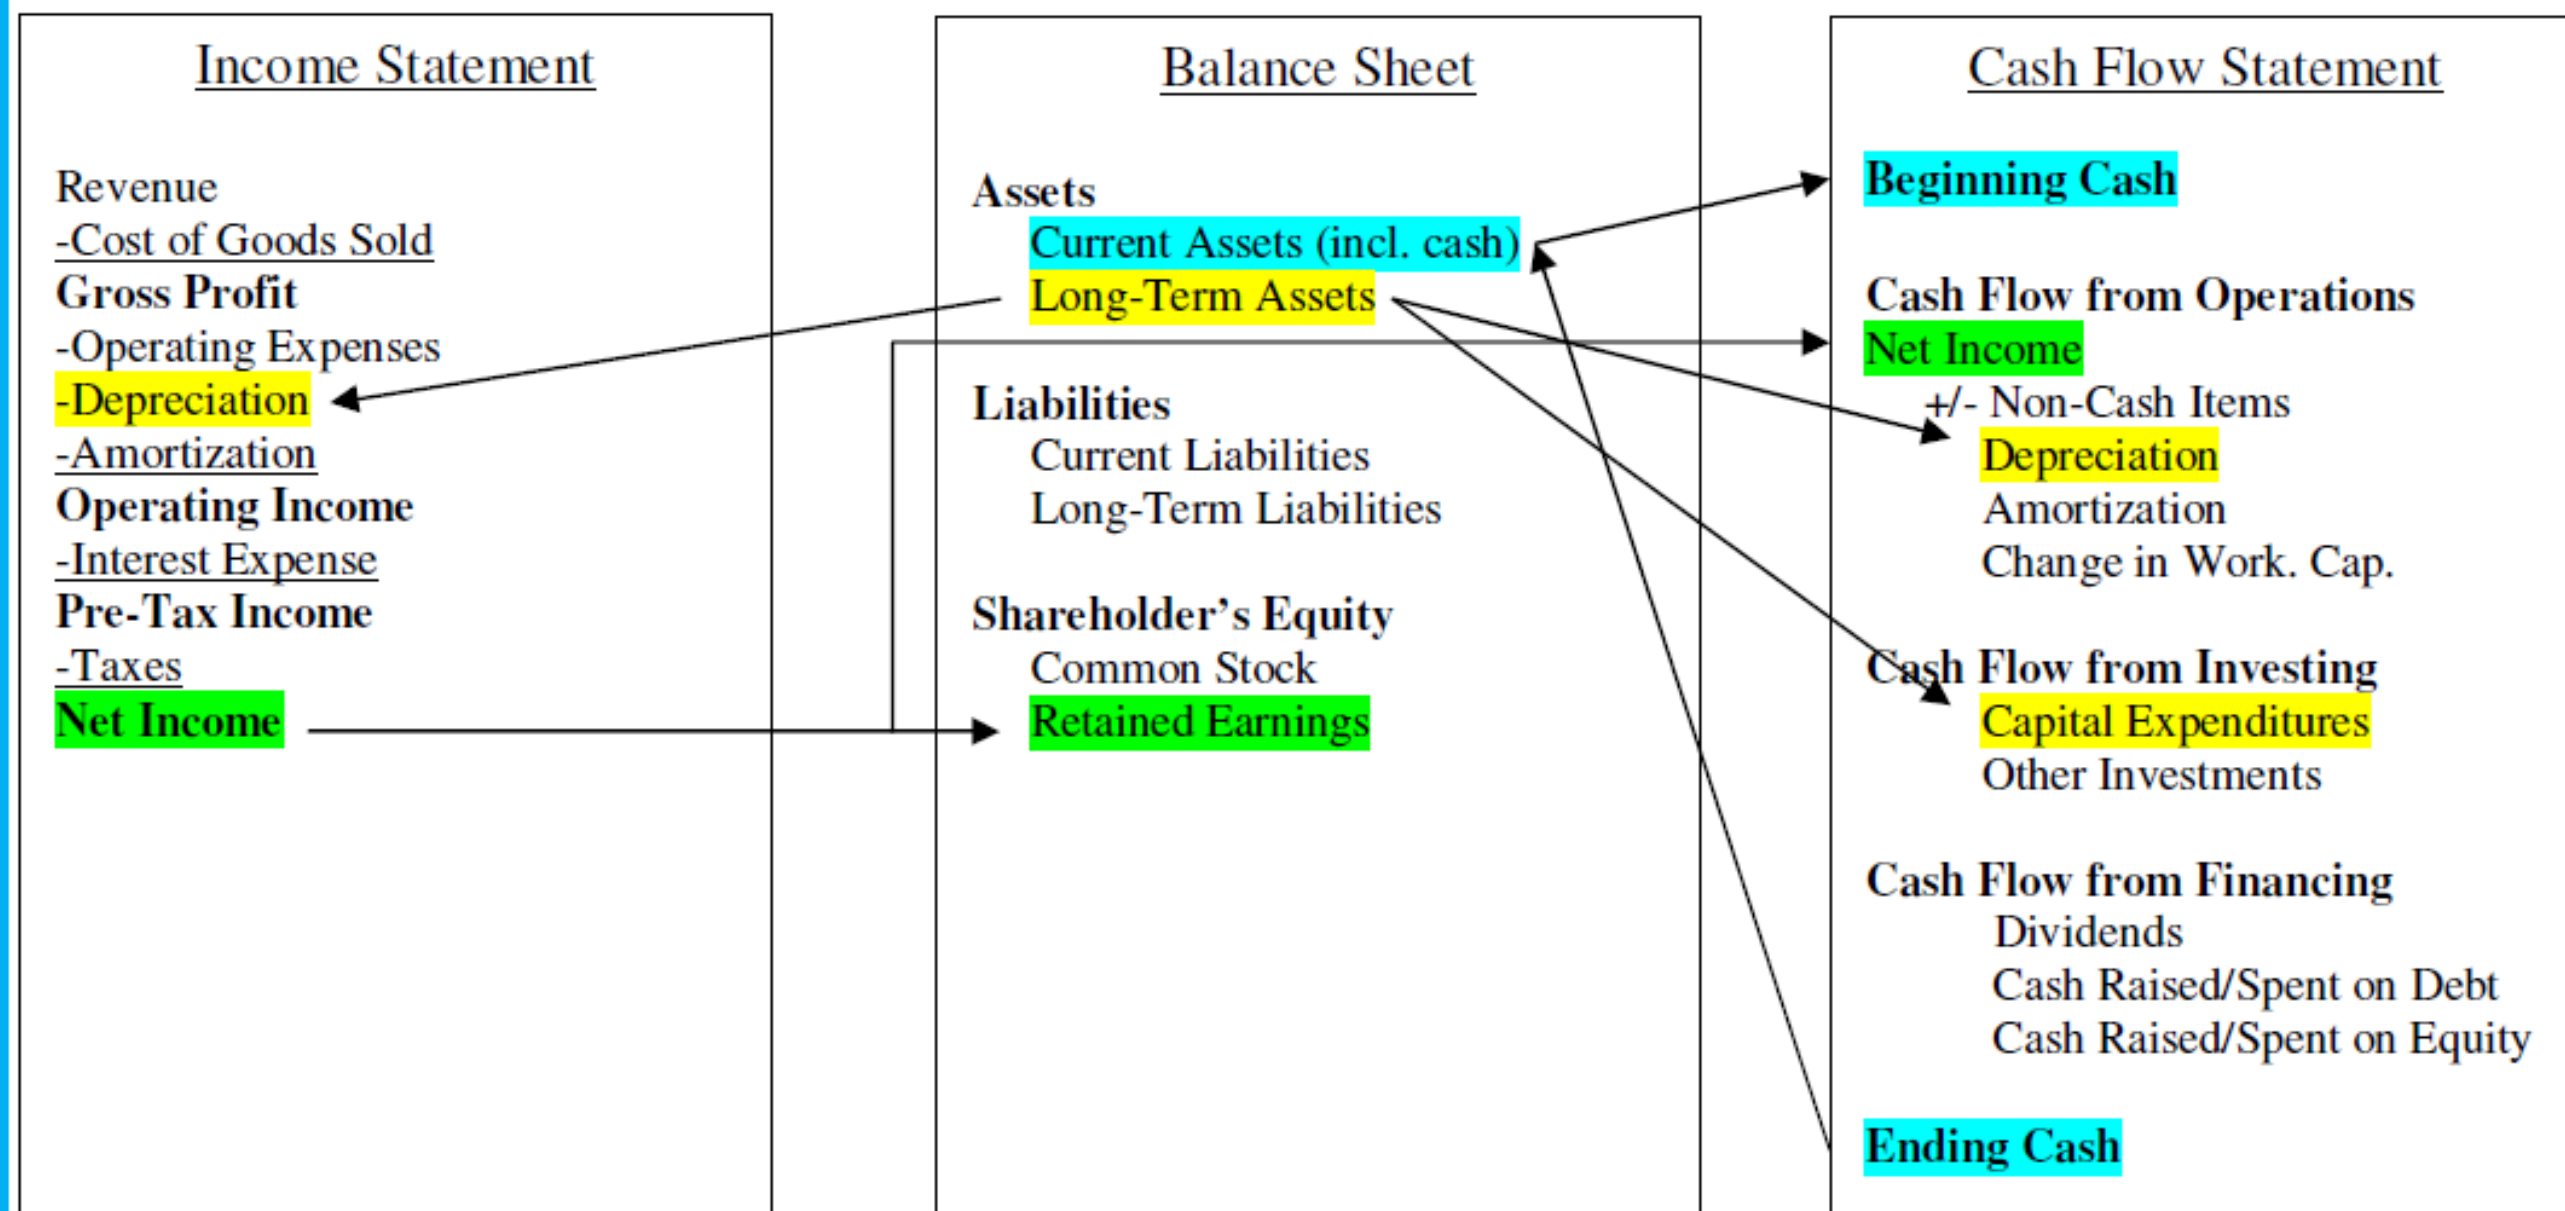 Income Statement
Revenue
-Cost of Goods Sold
Gross Profit
-Operating Expenses
-Depreciation
-Amortization
Operating Income
-Interest Expense
Pre-Tax Income
-Taxes
Net Income
Balance Sheet
Assets
Current Assets (incl. cash)
Long-Term Assets
Liabilities
Current Liabilities
Long-Term Liabilities
Shareholder’s Equity
Common Stock
Retained Earnings
Cash Flow Statement
Beginning Cash
Cash Flow from Operations
Net Income
+/- Non-Cash Items
Depreciation
Amortization
Change in Work. Cap.
Cash Flow from Investing
Capital Expenditures
Other Investments
Cash Flow from Financing
Dividends
Cash Raised/Spent on Debt
Cash Raised/Spent on Equity
Ending Cash